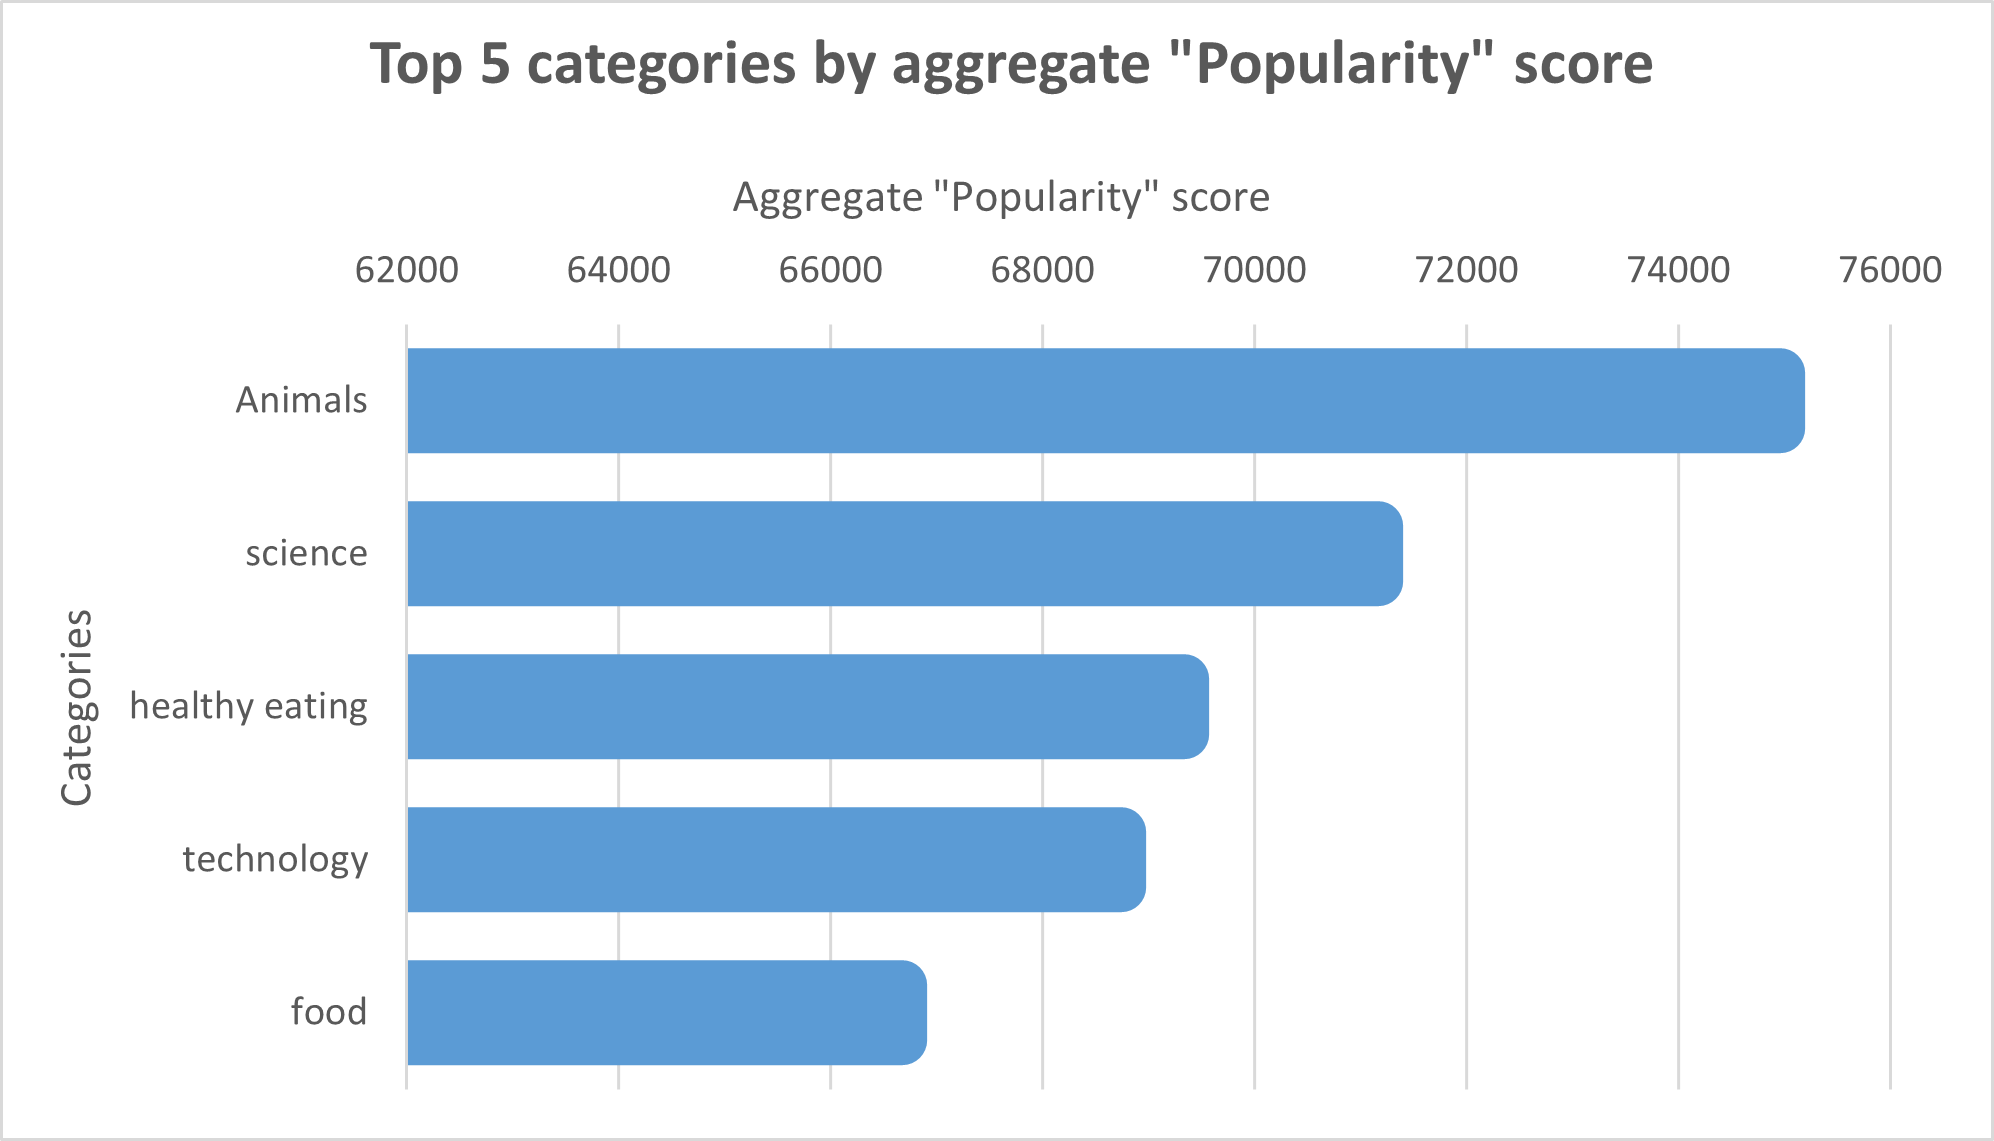 Top 5 categories by aggregate "Popularity" score
Aggregate "Popularity" score
62000 64000 66000 68000 70000 72000 74000 76000
Animals
science
healthy eating
technology
food
Categories